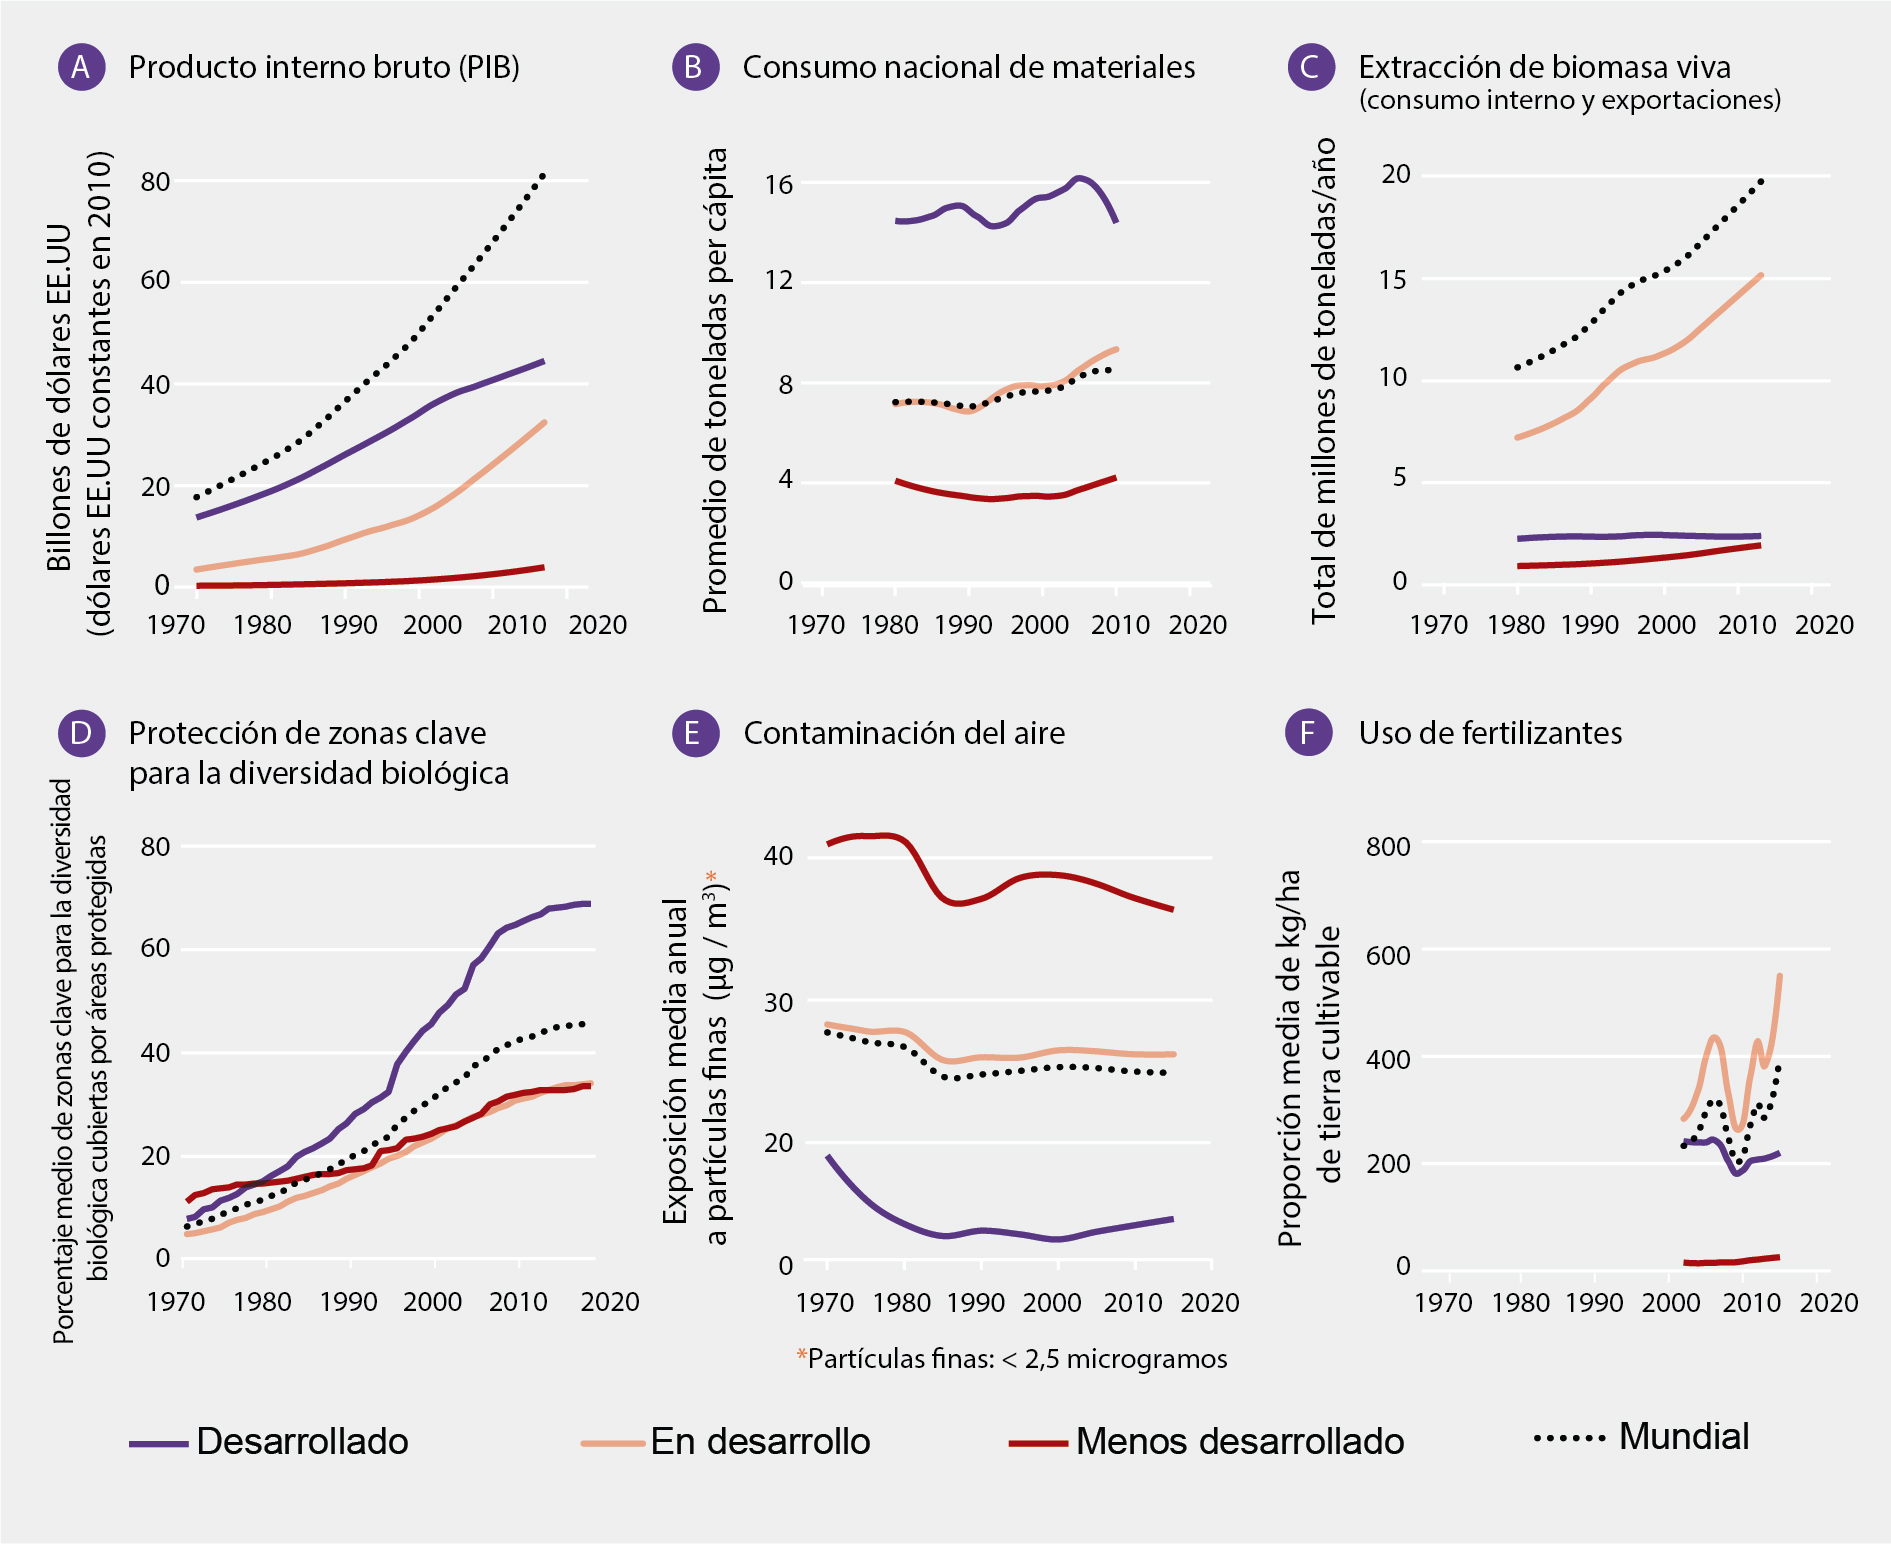 A Producto interno bruto (PIB)
Billones de dólares EE.UU
(dólares EE.UU constantes en 2010)
80
60
40
20
0
1970 1980 1990 2000 2010 2020
B Consumo nacional de materiales
Promedio de toneladas per cápita
16
12
8
4
0
1970 1980 1990 2000 2010 2020
C Extracción de biomasa viva
(consumo interno y exportaciones)
Total de millones de toneladas/año
20
15
10
5
0
1970 1980 1990 2000 2010 2020
D Protección de zonas clave
para la diversidad biológica
Porcentaje medio de zonas clave para la diversidad
biológica cubiertas por áreas protegidas
80
60
40
20
0
1970 1980 1990 2000 2010 2020
E Contaminación del aire
Exposición media anual
a partículas finas (µg / m³)*
40
30
20
0
1970 1980 1990 2000 2010 2020
*Partículas finas: < 2,5 microgramos
F Uso de fertilizantes
Proporción media de kg/ha
de tierra cultivable
800
600
400
200
0
1970 1980 1990 2000 2010 2020
Desarrollado
En desarrollo
Menos desarrollado
Mundial